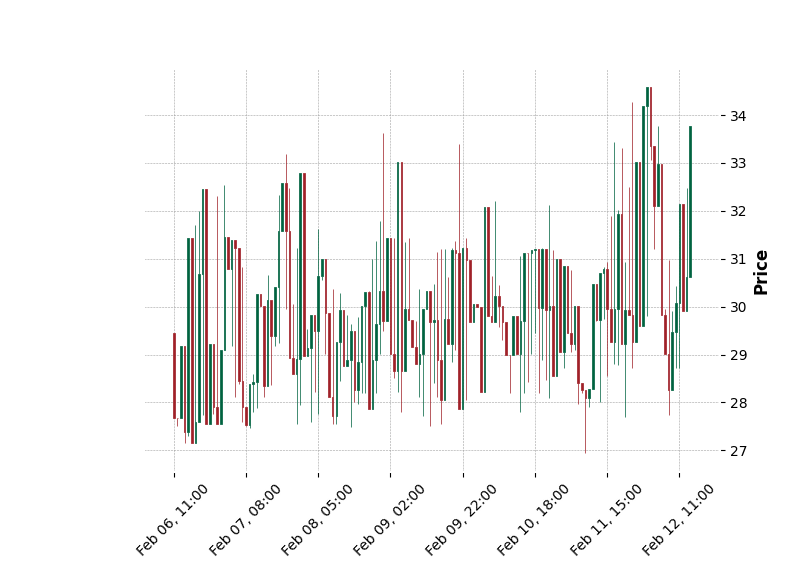 34
33
32
31
30
29
28
27
Price
Feb 06, 11:00
Feb 07, 08:00
Feb 08, 05:00
Feb 09, 02:00
Feb 09, 22:00
Feb 10, 18:00
Feb 11, 15:00
Feb 12, 11:00